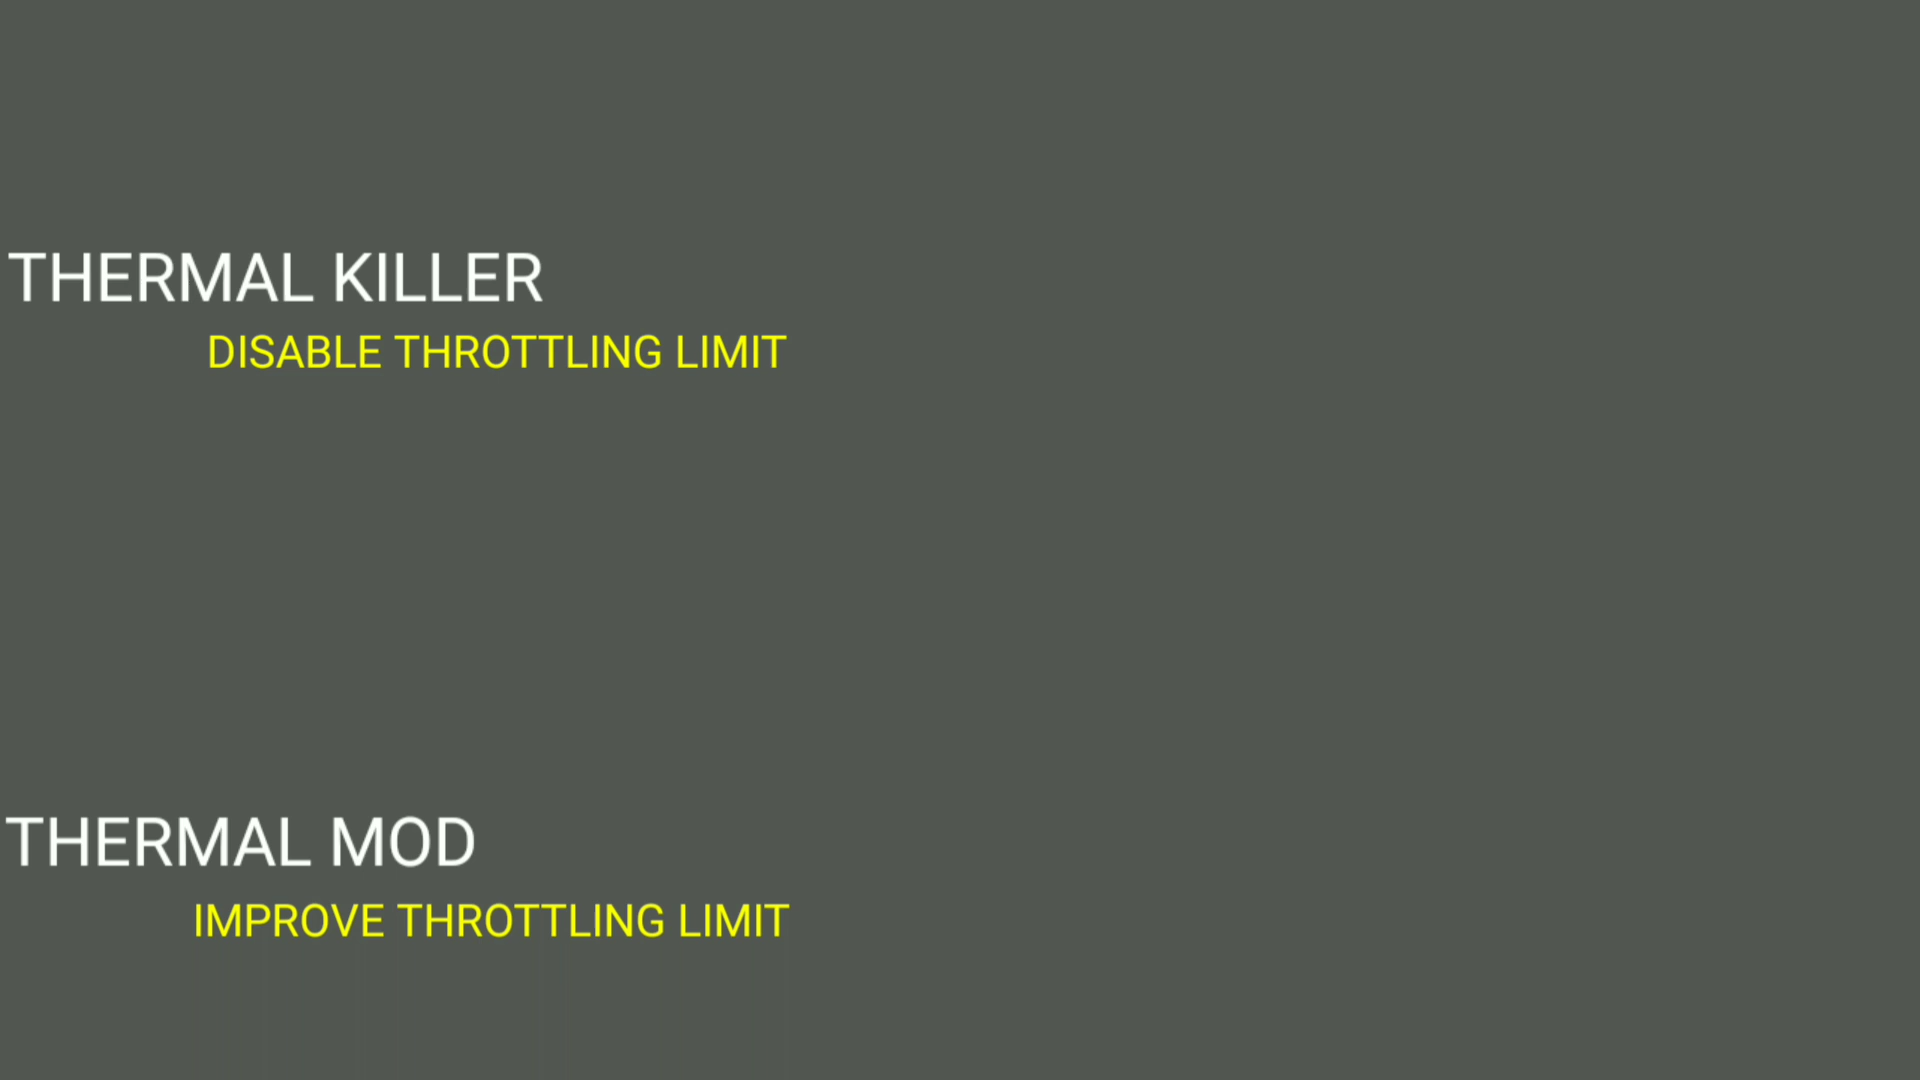 THERMAL KILLER
DISABLE THROTTLING LIMIT
THERMAL MOD
IMPROVE THROTTLING LIMIT